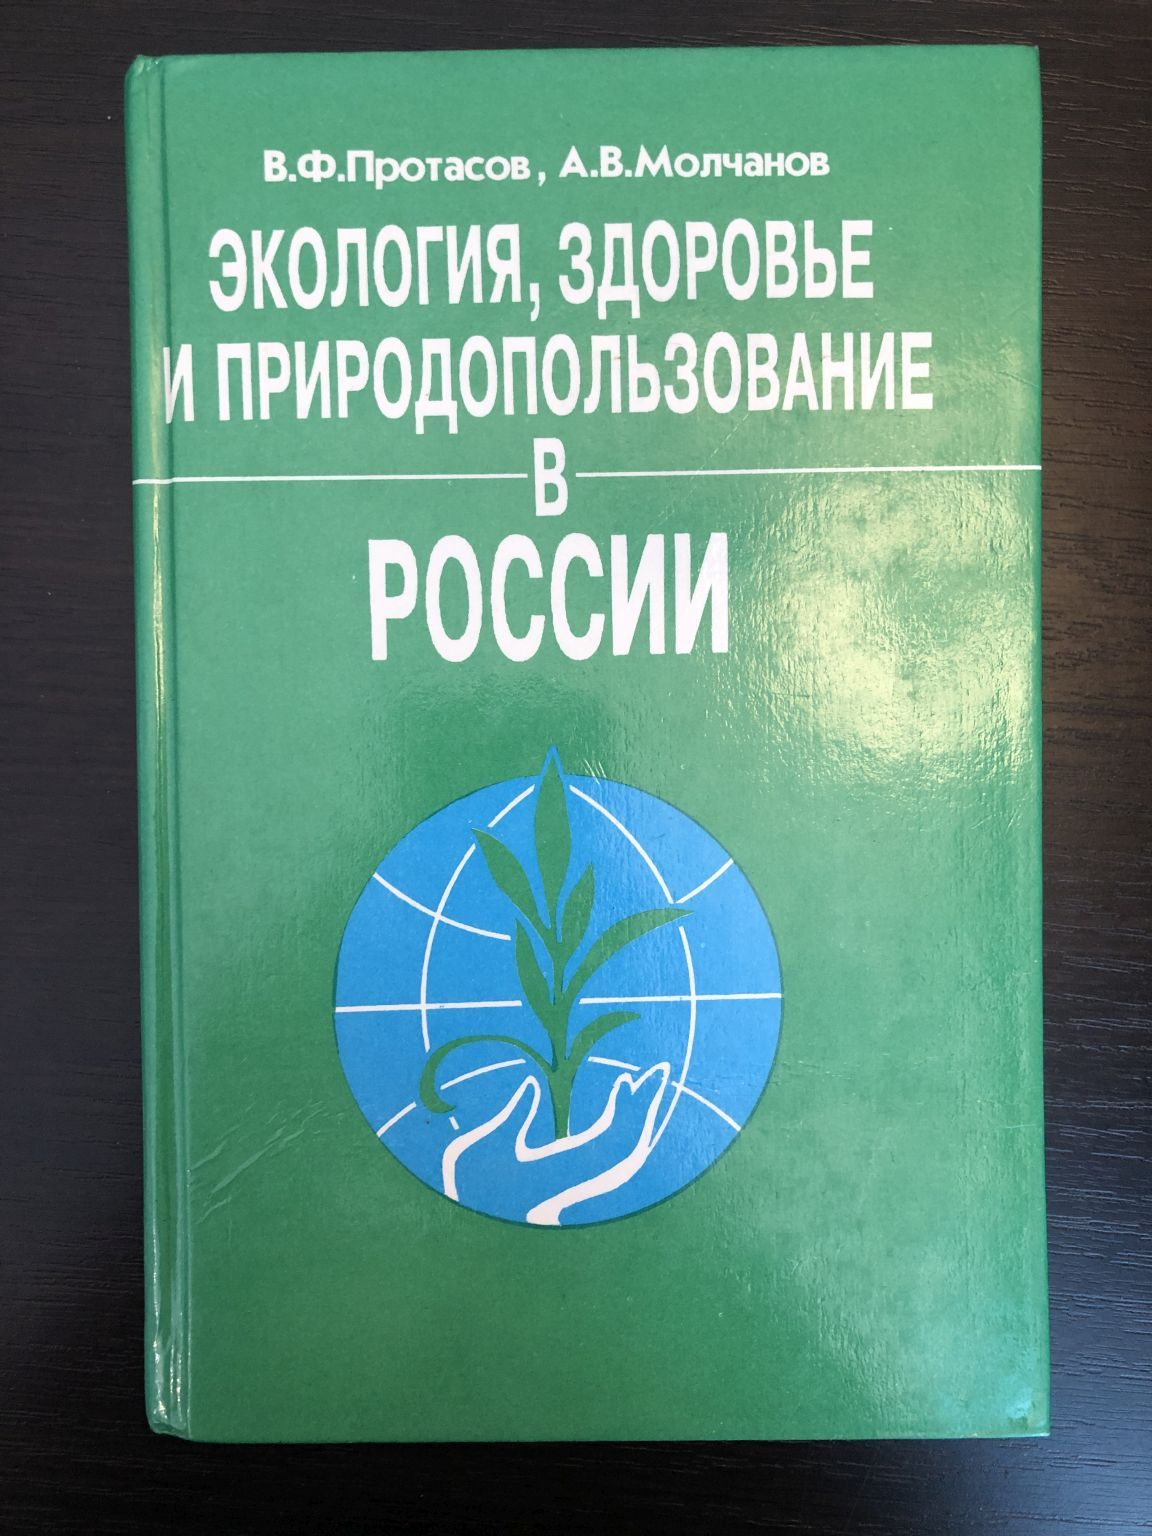 В.Ф.Протасов, А.В.Молчанов
ЭКОЛОГИЯ, ЗДОРОВЬЕ
И ПРИРОДОПОЛЬЗОВАНИЕ
В
РОССИИ